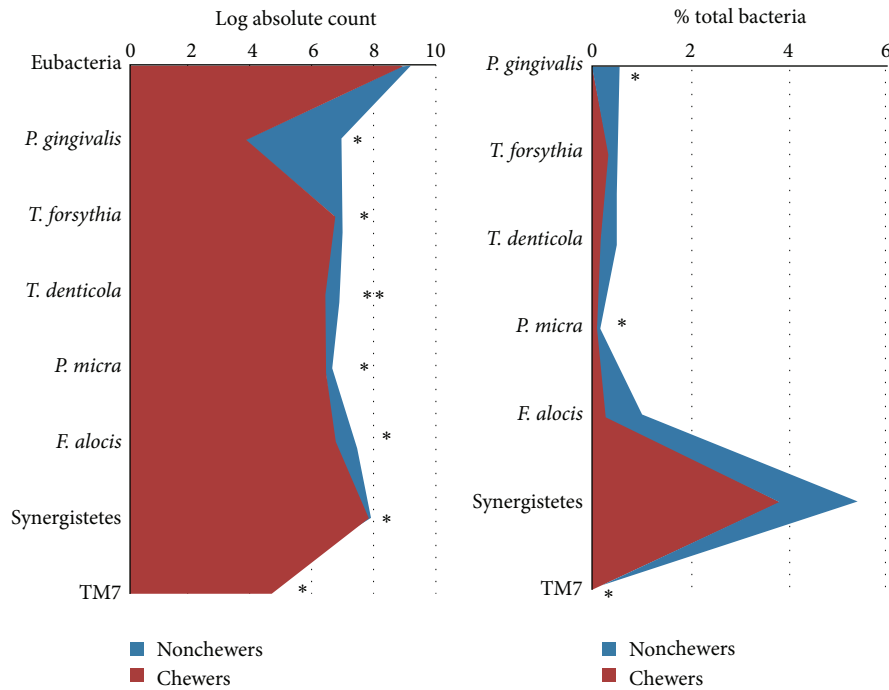 Log absolute count
0 2 4 6 8 10
Eubacteria
P. gingivalis *
T. forsythia *
T. denticola **
P. micra *
F. alocis *
Synergistetes *
TM7 *
Nonchewers
Chewers
% total bacteria
0 2 4 6
P. gingivalis *
T. forsythia
T. denticola
P. micra *
F. alocis
Synergistetes
TM7 *
Nonchewers
Chewers